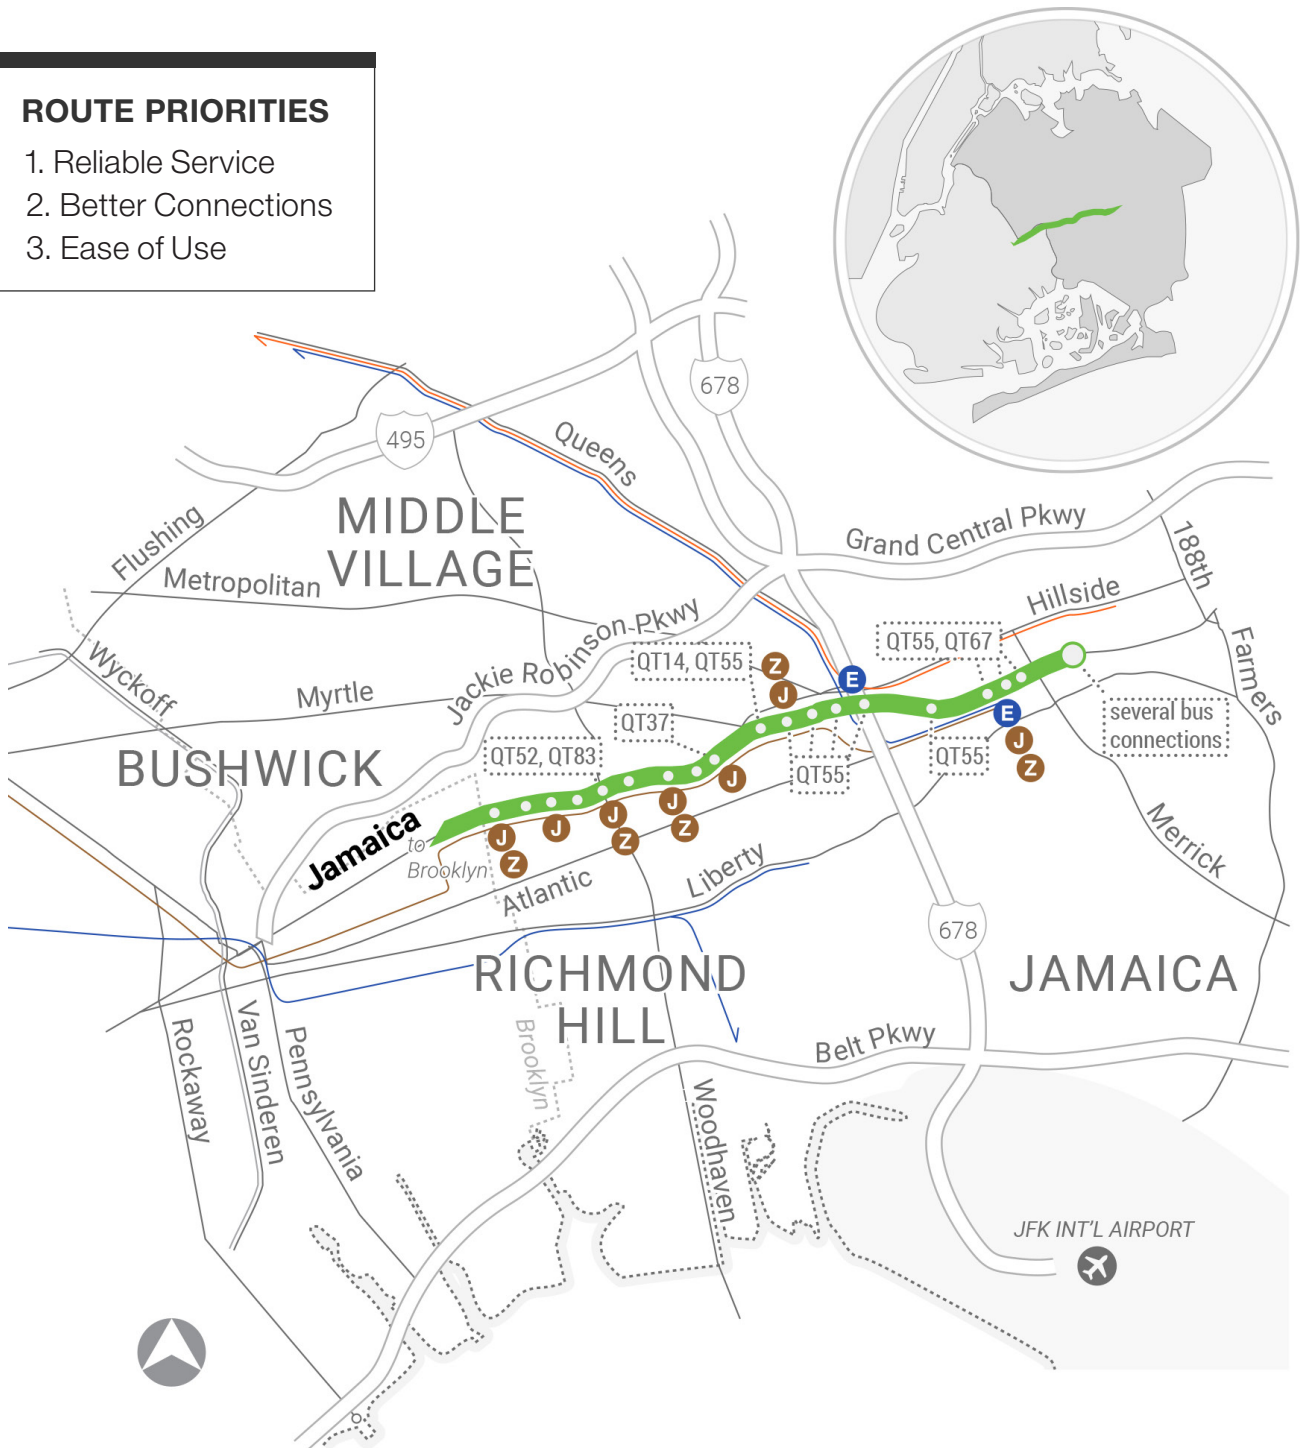 ROUTE PRIORITIES
1. Reliable Service
2. Better Connections
3. Ease of Use
678
495
Queens
MIDDLE
VILLAGE
Flushing
Metropolitan
Grand Central Pkwy
188th
Hillside
Farmers
Jackie Robinson Pkwy
Wyckoff
Myrtle
BUSHWICK
QT14, QT55
Z
J
E
QT55, QT67
QT37
QT52, QT83
J
QT55
QT55
E
J
Z
several bus
connections
J
Z
J
J
Z
J
Z
Jamaica
to
Brooklyn
Atlantic
Liberty
Merrick
678
RICHMOND
HILL
JAMAICA
Belt Pkwy
Rockaway
Van Sinderen
Pennsylvania
Brooklyn
Woodhaven
JFK INT'L AIRPORT